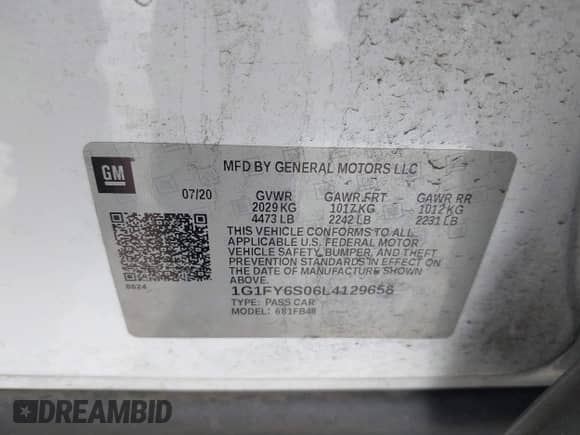 GM
MFD BY GENERAL MOTORS LLC
07/20 GVWR GAWR FRT GAWR RR
2029 KG 1017 KG 1012 KG
4473 LB 2242 LB 2231 LB
THIS VEHICLE CONFORMS TO ALL
APPLICABLE U.S. FEDERAL MOTOR
VEHICLE SAFETY, BUMPER, AND THEFT
PREVENTION STANDARDS IN EFFECT ON
THE DATE OF MANUFACTURE SHOWN
ABOVE.
8624
1G1FY6S06L4129658
TYPE: PASS CAR
MODEL: 6B1FB48
DREAMBID